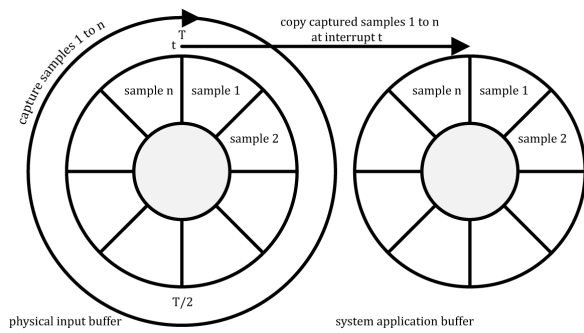 T
t
copy captured samples 1 to n
at interrupt t
capture samples 1 to n
sample n
sample 1
sample 2
T/2
physical input buffer
sample n
sample 1
sample 2
system application buffer